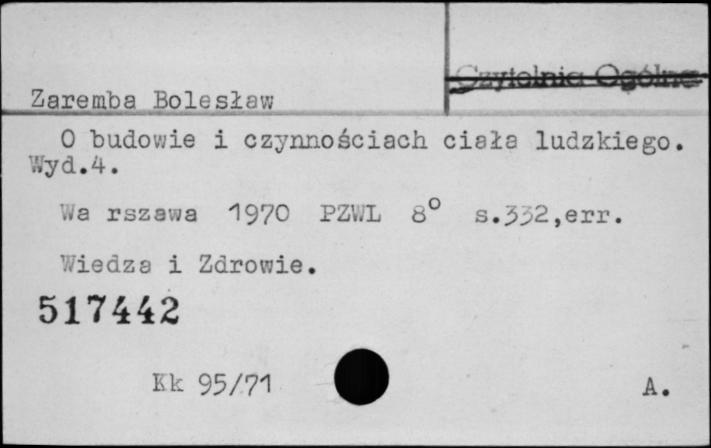 Czytelnia Ogólna
Zaremba Bolesław
O budowie i czynnościach ciała ludzkiego.
Wyd.4.
Wa rszawa 1970 PZWL 8° s.332,err.
Wiedza i Zdrowie.
517442
Kk 95/71 A.